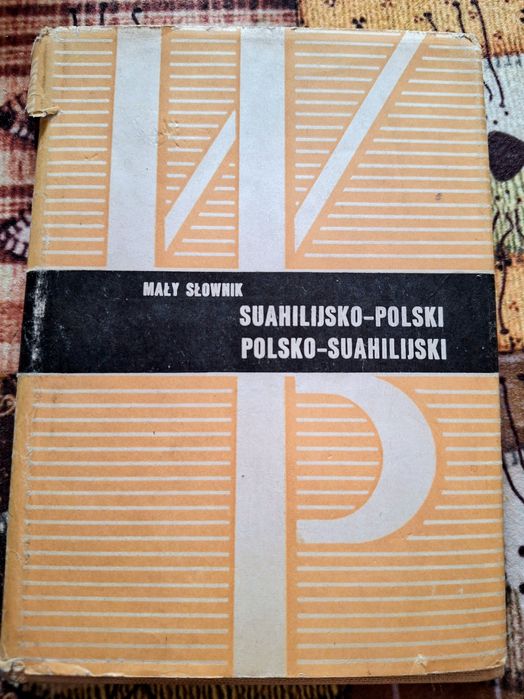 MAŁY SŁOWNIK
SUAHILIJSKO-POLSKI
POLSKO-SUAHILIJSKI